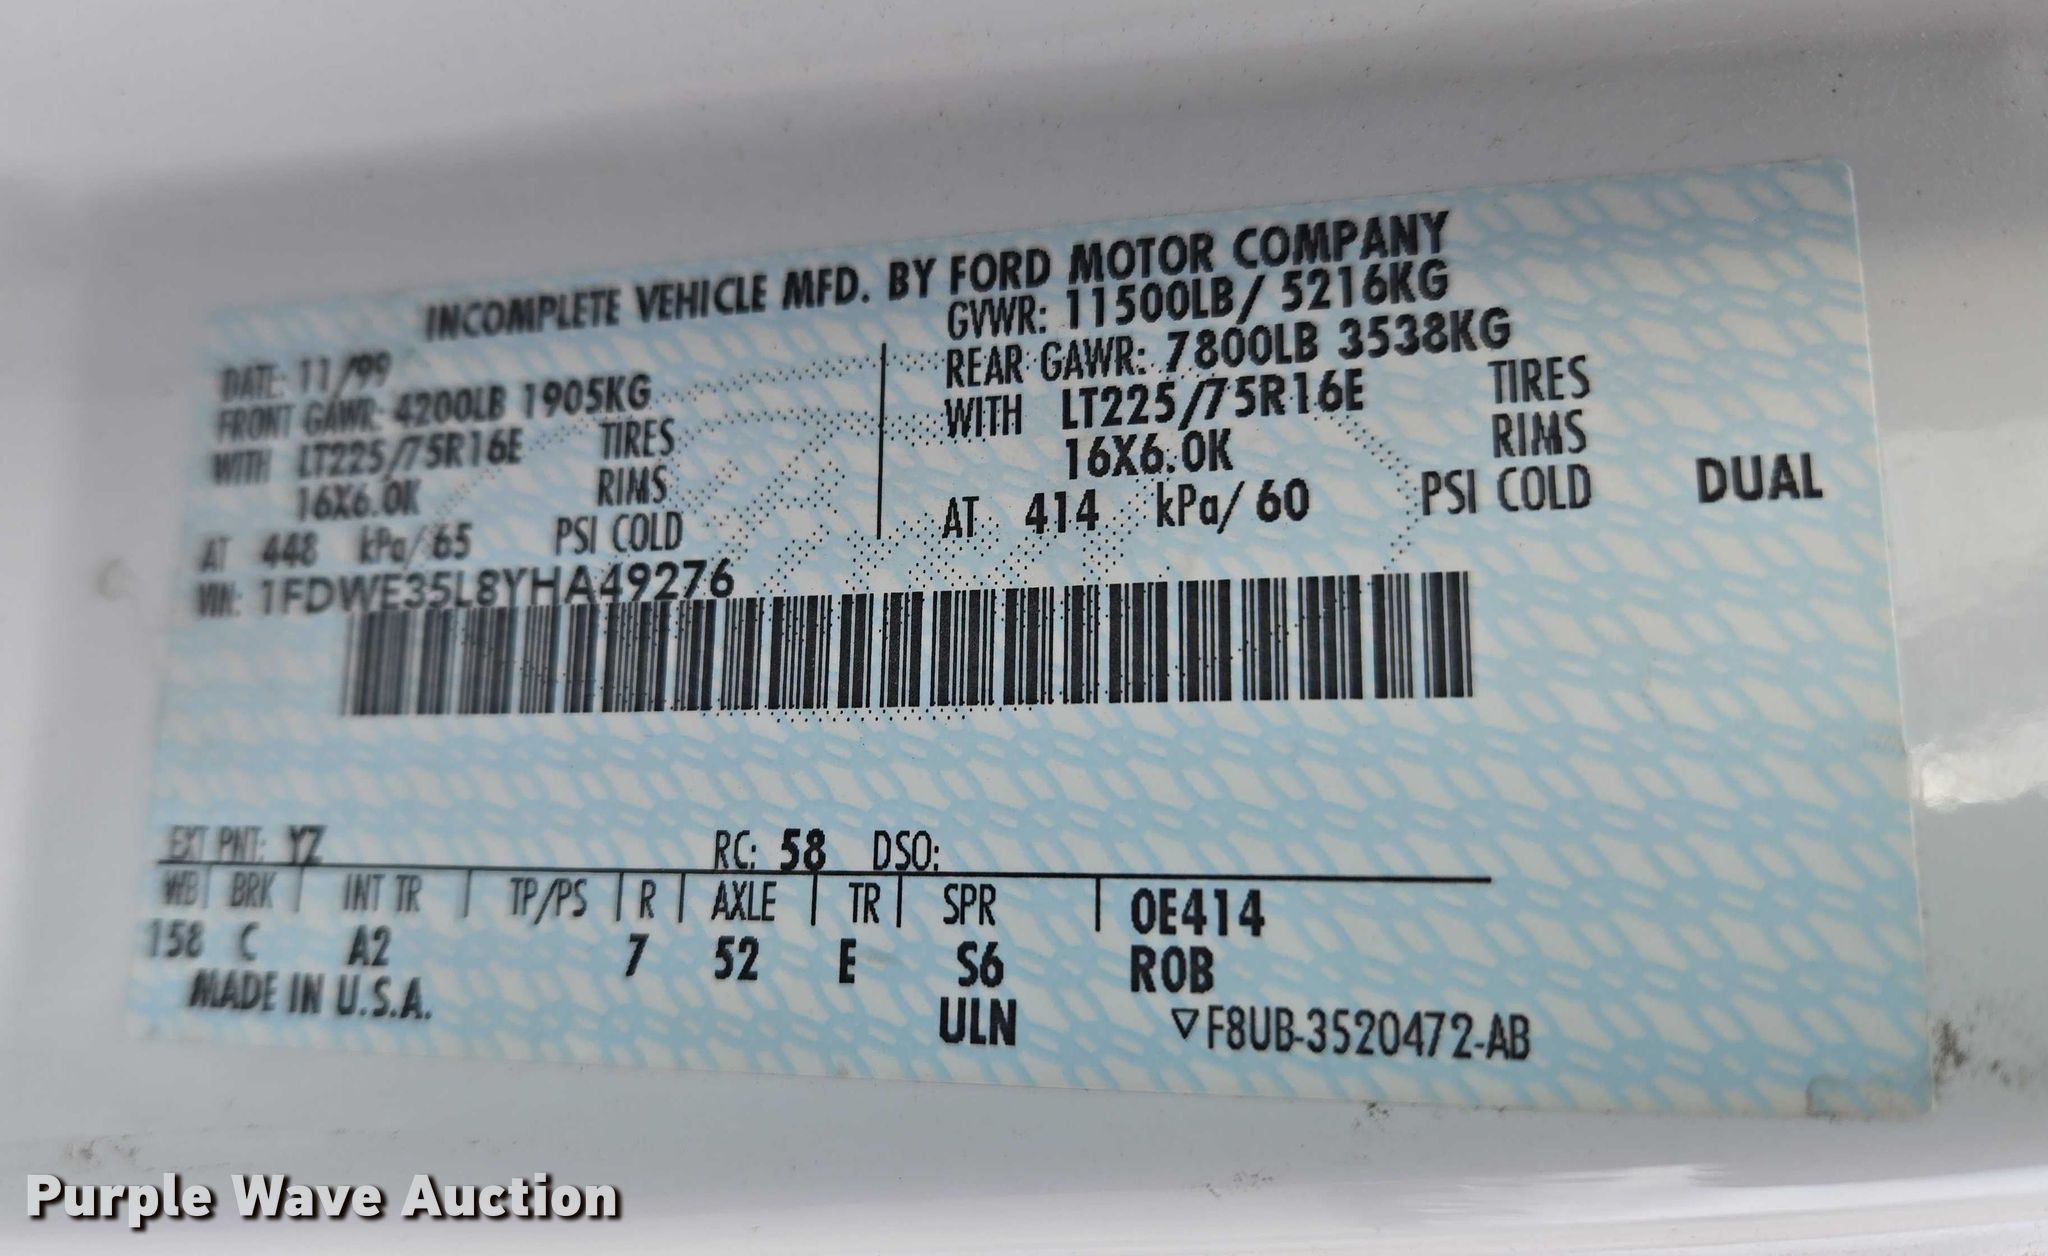 INCOMPLETE VEHICLE MFD. BY FORD MOTOR COMPANY
GVWR: 11500LB/ 5216KG
DATE: 11/99
FRONT GAWR: 4200LB 1905KG
WITH LT225/75R16E TIRES
16X6.0K RIMS
AT 448 kPa/ 65 PSI COLD
REAR GAWR: 7800LB 3538KG
WITH LT225/75R16E TIRES
16X6.0K RIMS
AT 414 kPa/ 60 PSI COLD DUAL
VIN: 1FDWE35L8YHA49276
EXT PNT: YZ RC: 58 DSO:
WB BRK INT TR TP/PS R AXLE TR SPR OE414
158 C A2 7 52 E S6 ROB
MADE IN U.S.A. ULN ▽F8UB-3520472-AB
Purple Wave Auction